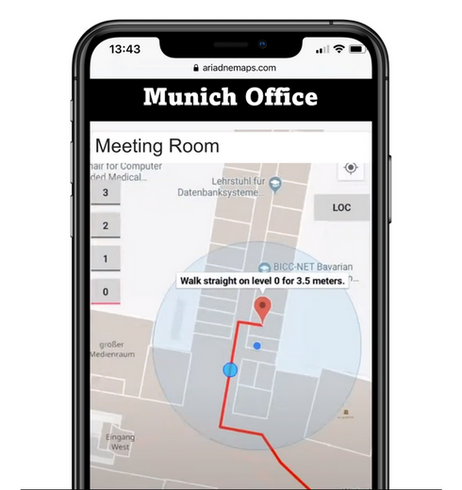 13:43
ariadnemaps.com
Munich Office
Meeting Room
hair for Computer
ded Medical...
Lehrstuhl für
Datenbanksysteme...
3
LOC
2
1
BICC-NET Bavarian
Walk straight on level 0 for 3.5 meters.
0
großer
Medienraum
Eingang
West